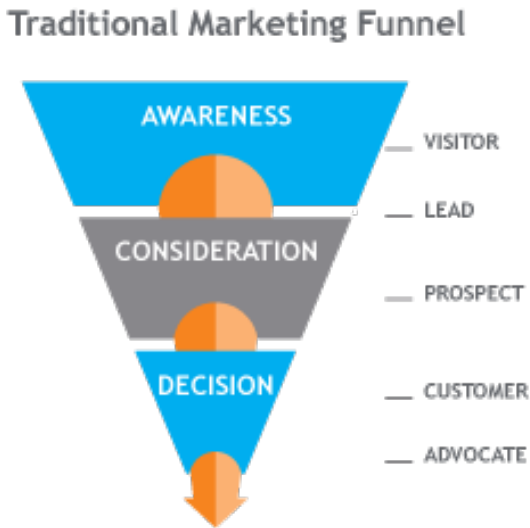 Traditional Marketing Funnel
AWARENESS
VISITOR
LEAD
CONSIDERATION
PROSPECT
DECISION
CUSTOMER
ADVOCATE